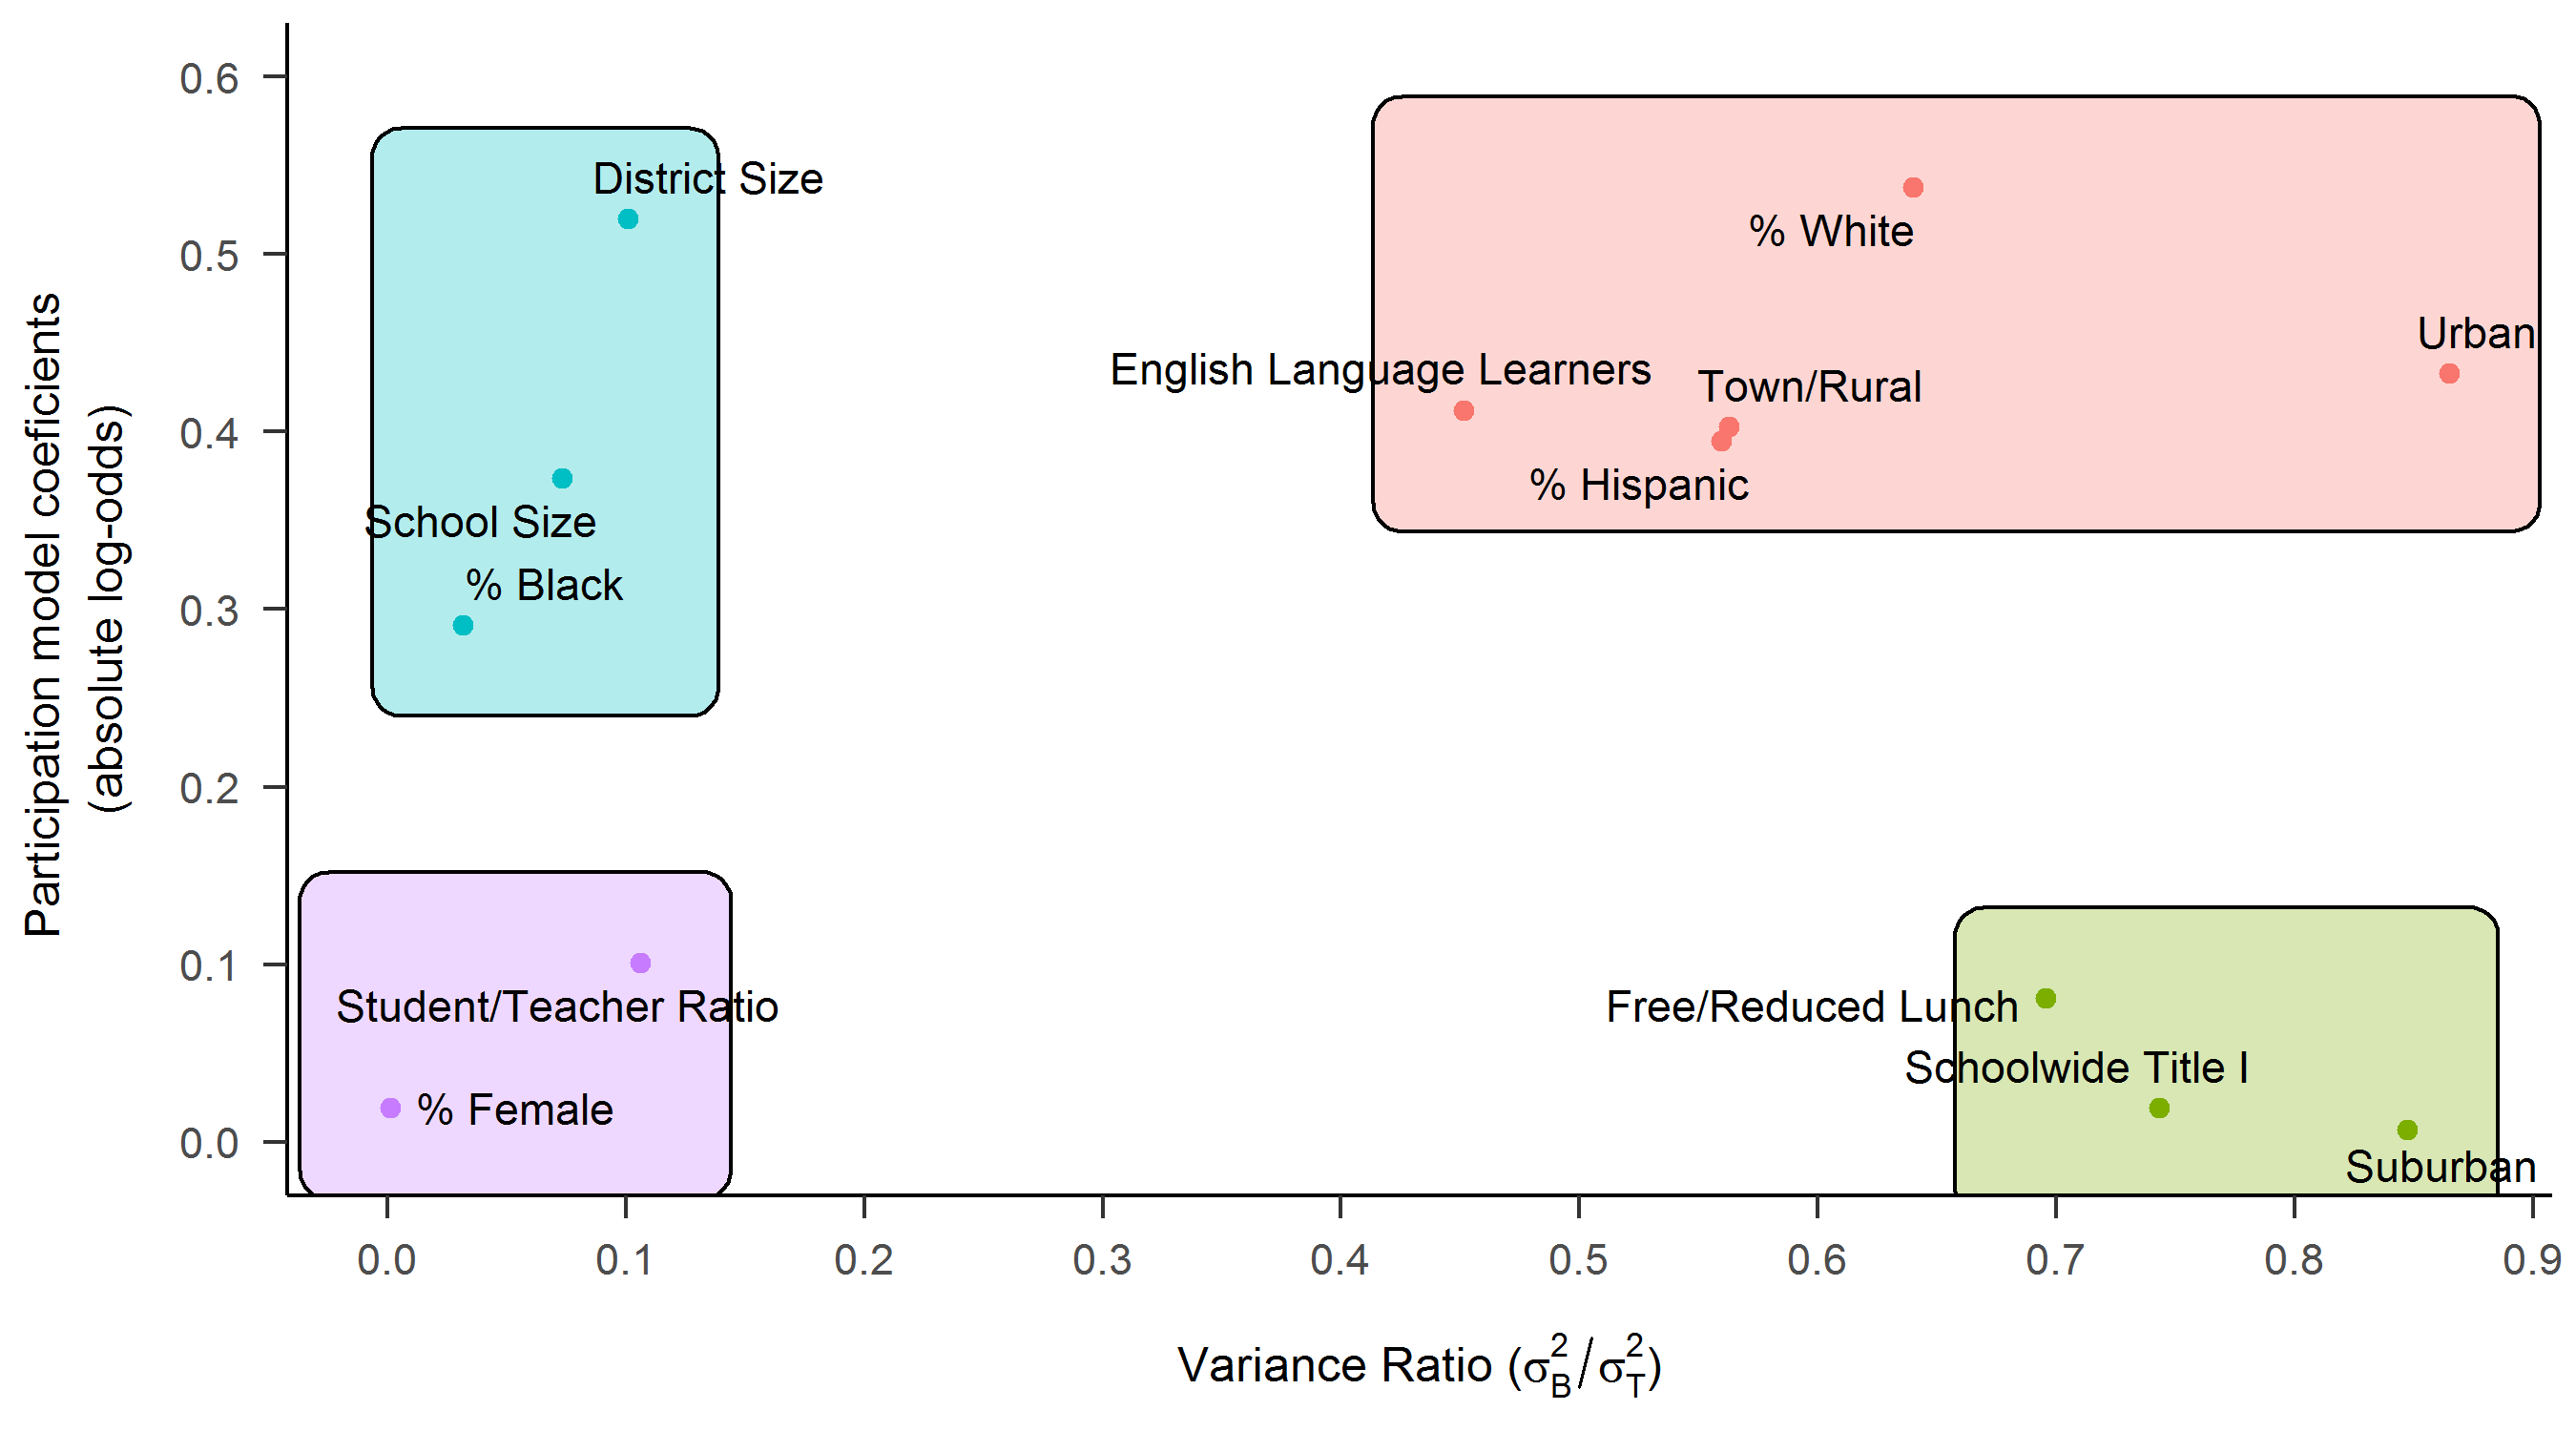 Participation model coeficients
(absolute log-odds)
0.6
0.5
0.4
0.3
0.2
0.1
0.0
District Size
% White
Urban
English Language Learners
Town/Rural
% Hispanic
School Size
% Black
Student/Teacher Ratio
Free/Reduced Lunch
Schoolwide Title I
% Female
Suburban
0.0 0.1 0.2 0.3 0.4 0.5 0.6 0.7 0.8 0.9
Variance Ratio (σ²_B/σ²_T)